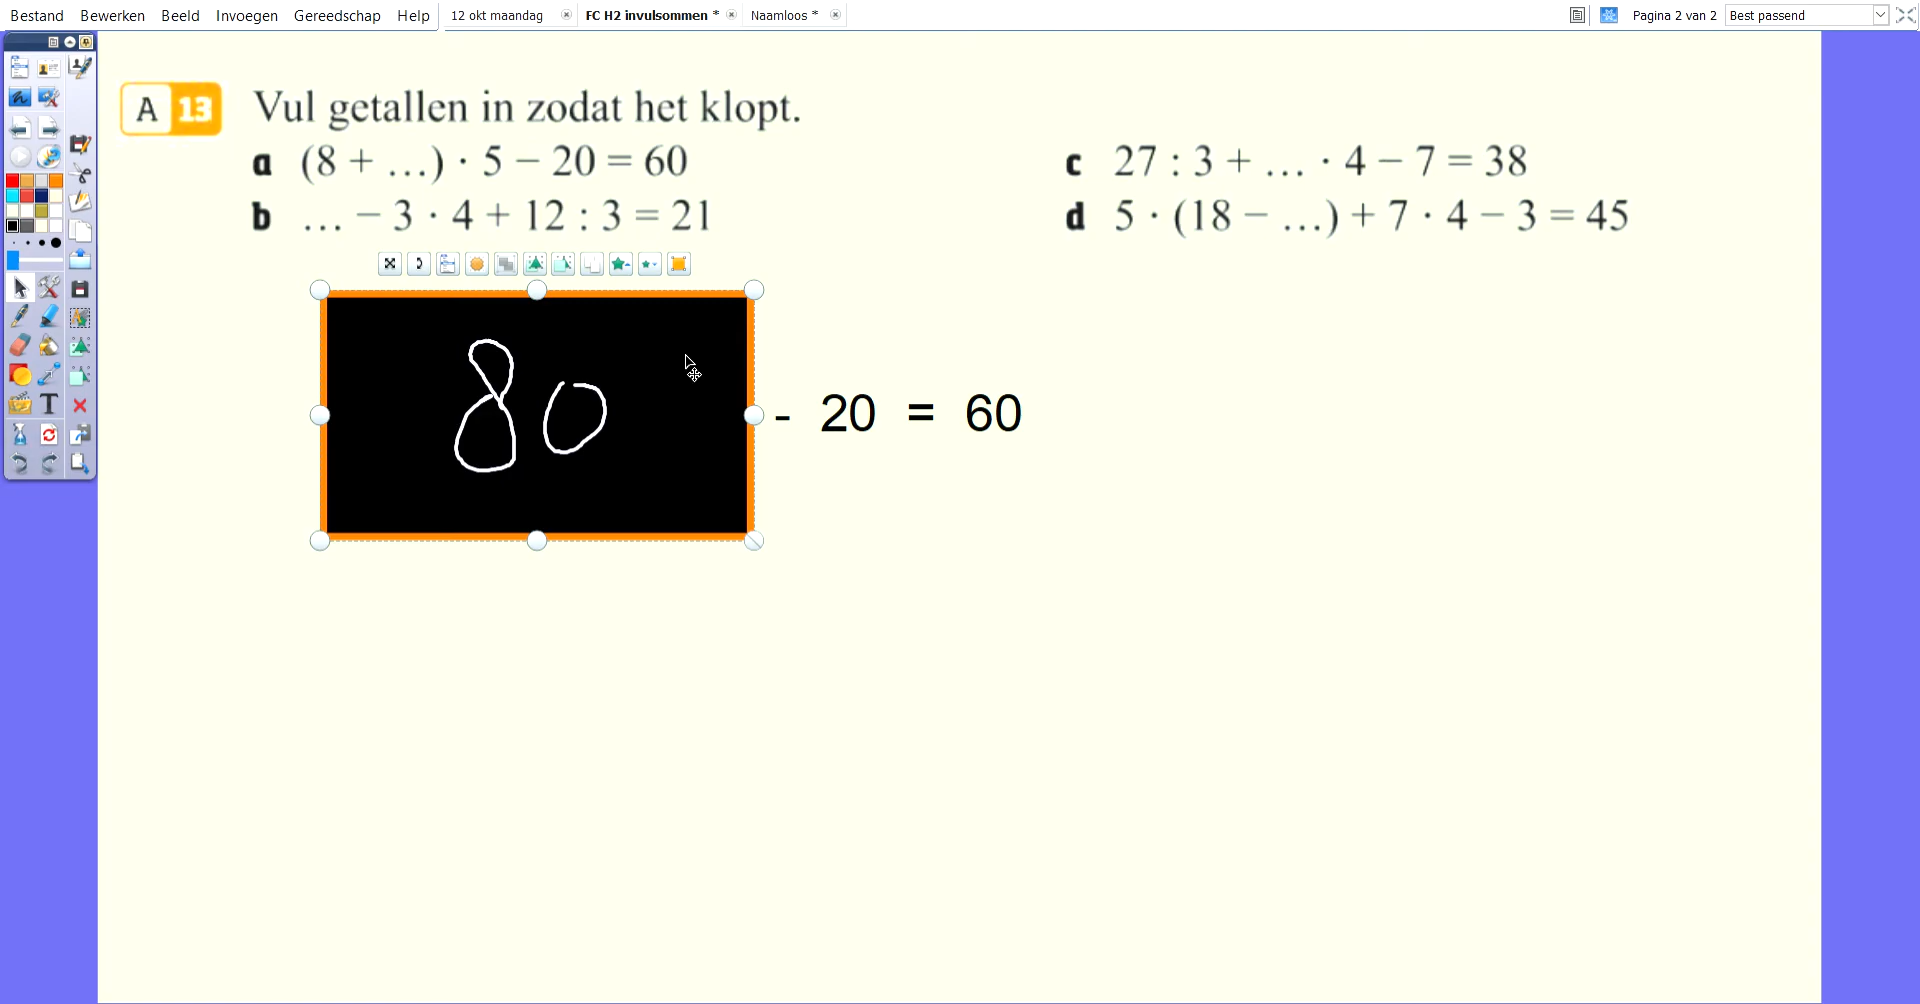 Bestand Bewerken Beeld Invoegen Gereedschap Help 12 okt maandag FC H2 invulsommen * Naamloos * Pagina 2 van 2 Best passend
A 13 Vul getallen in zodat het klopt.
a (8 + ...) · 5 − 20 = 60
b ... − 3 · 4 + 12 : 3 = 21
c 27 : 3 + ... · 4 − 7 = 38
d 5 · (18 − ...) + 7 · 4 − 3 = 45
80 - 20 = 60